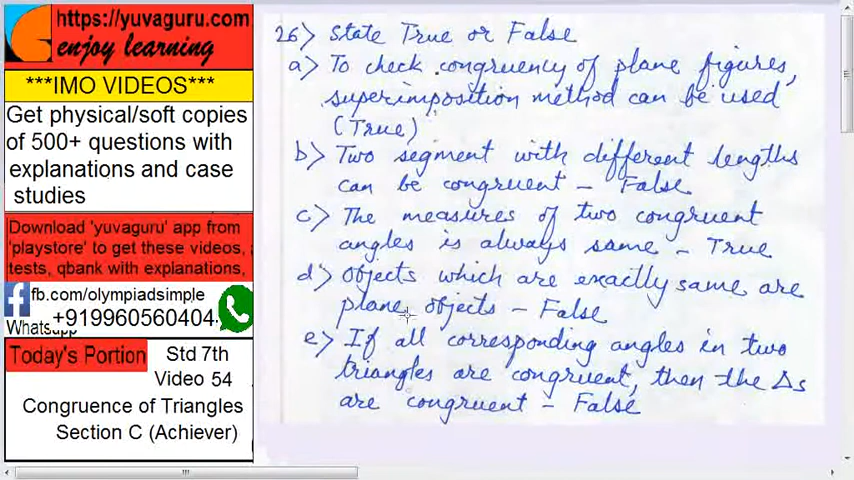 https://yuvaguru.com
enjoy learning
***IMO VIDEOS***
Get physical/soft copies
of 500+ questions with
explanations and case
studies
Download 'yuvaguru' app from
'playstore' to get these videos,
tests, qbank with explanations,
fb.com/olympiadsimple
Whatsupp +919960560404
Today's Portion
Std 7th
Video 54
Congruence of Triangles
Section C (Achiever)
26> State True or False
a> To check congruency of plane figures,
superimposition method can be used
(True)
b> Two segment with different lengths
can be congruent - False
c> The measures of two congruent
angles is always same - True
d> Objects which are exactly same are
plane objects - False
e> If all corresponding angles in two
triangles are congruent, then the Δs
are congruent - False